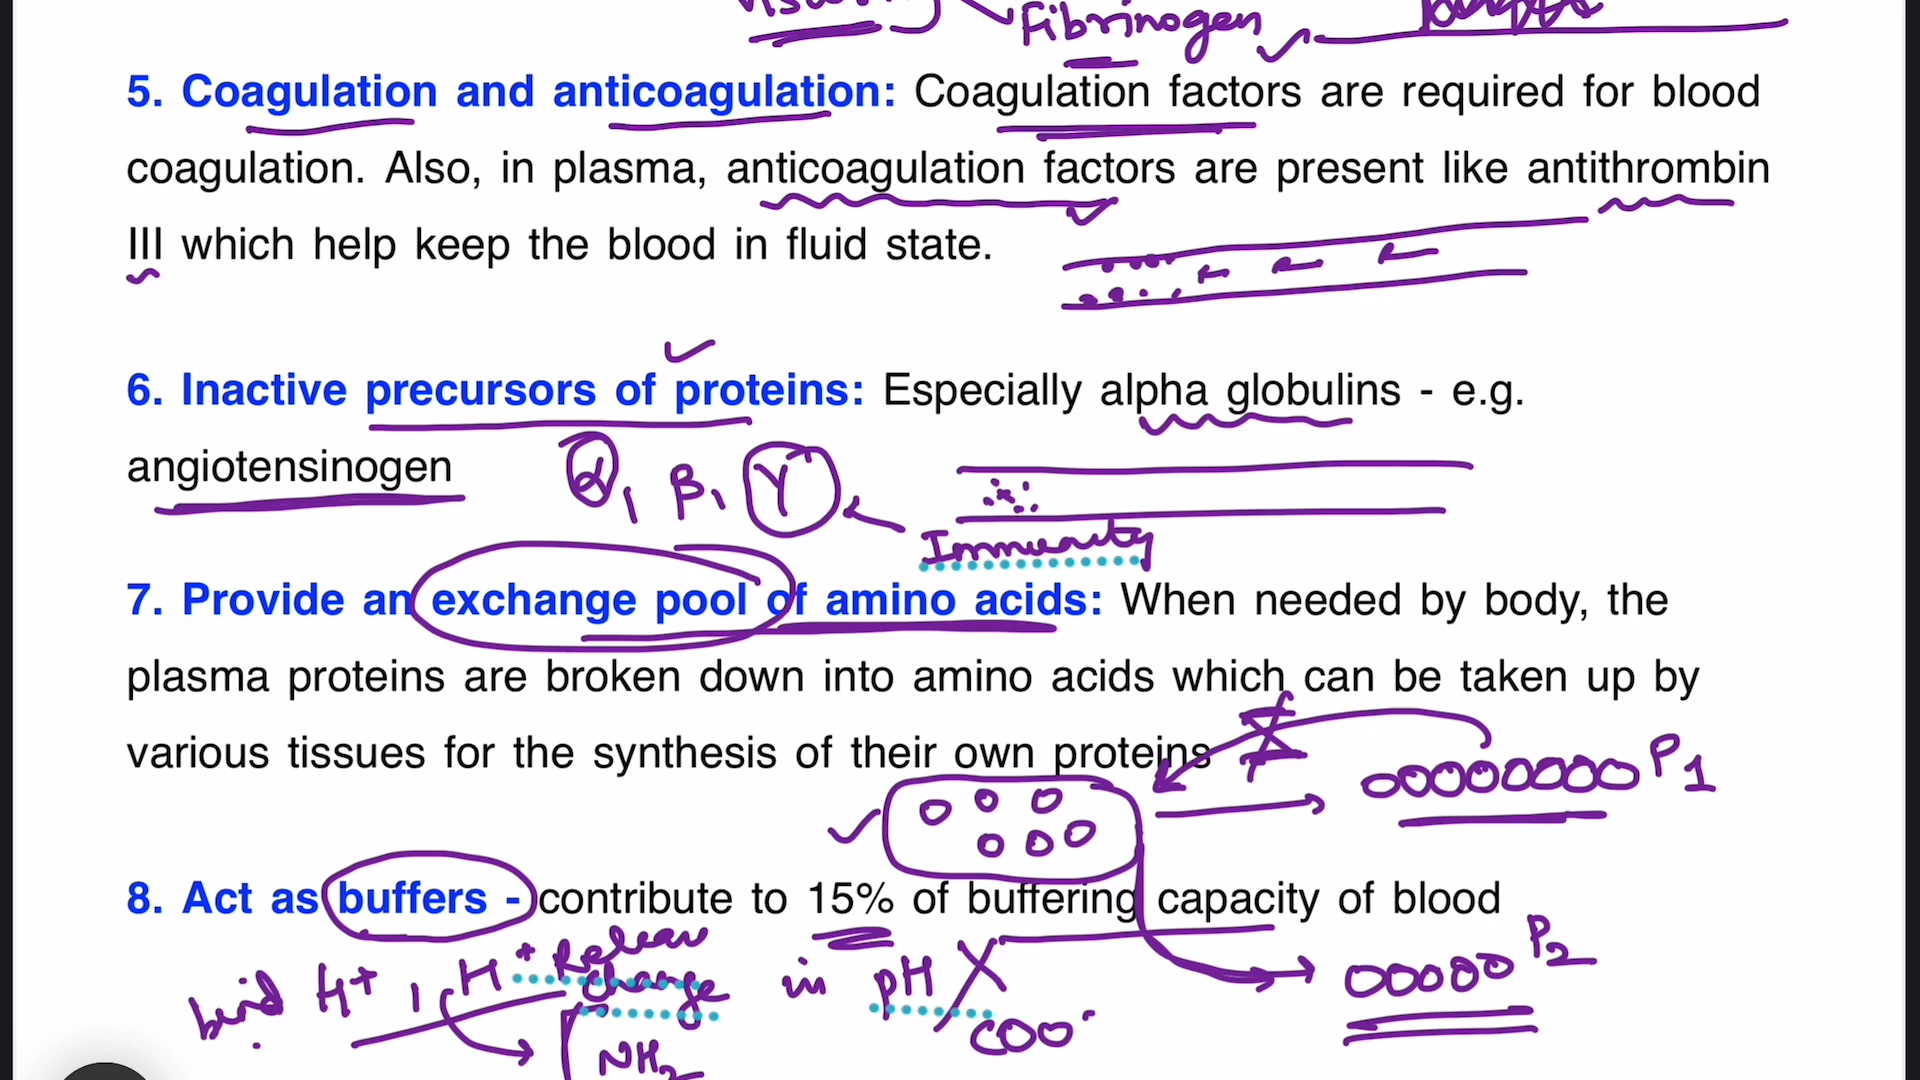 Fibrinogen
5. Coagulation and anticoagulation: Coagulation factors are required for blood
coagulation. Also, in plasma, anticoagulation factors are present like antithrombin
III which help keep the blood in fluid state.
6. Inactive precursors of proteins: Especially alpha globulins - e.g.
angiotensinogen
α, β, γ
Immunity
7. Provide an exchange pool of amino acids: When needed by body, the
plasma proteins are broken down into amino acids which can be taken up by
various tissues for the synthesis of their own proteins
P1
8. Act as buffers - contribute to 15% of buffering capacity of blood
P2
bind H+, H+ Release
change in pH
COO-
NH2